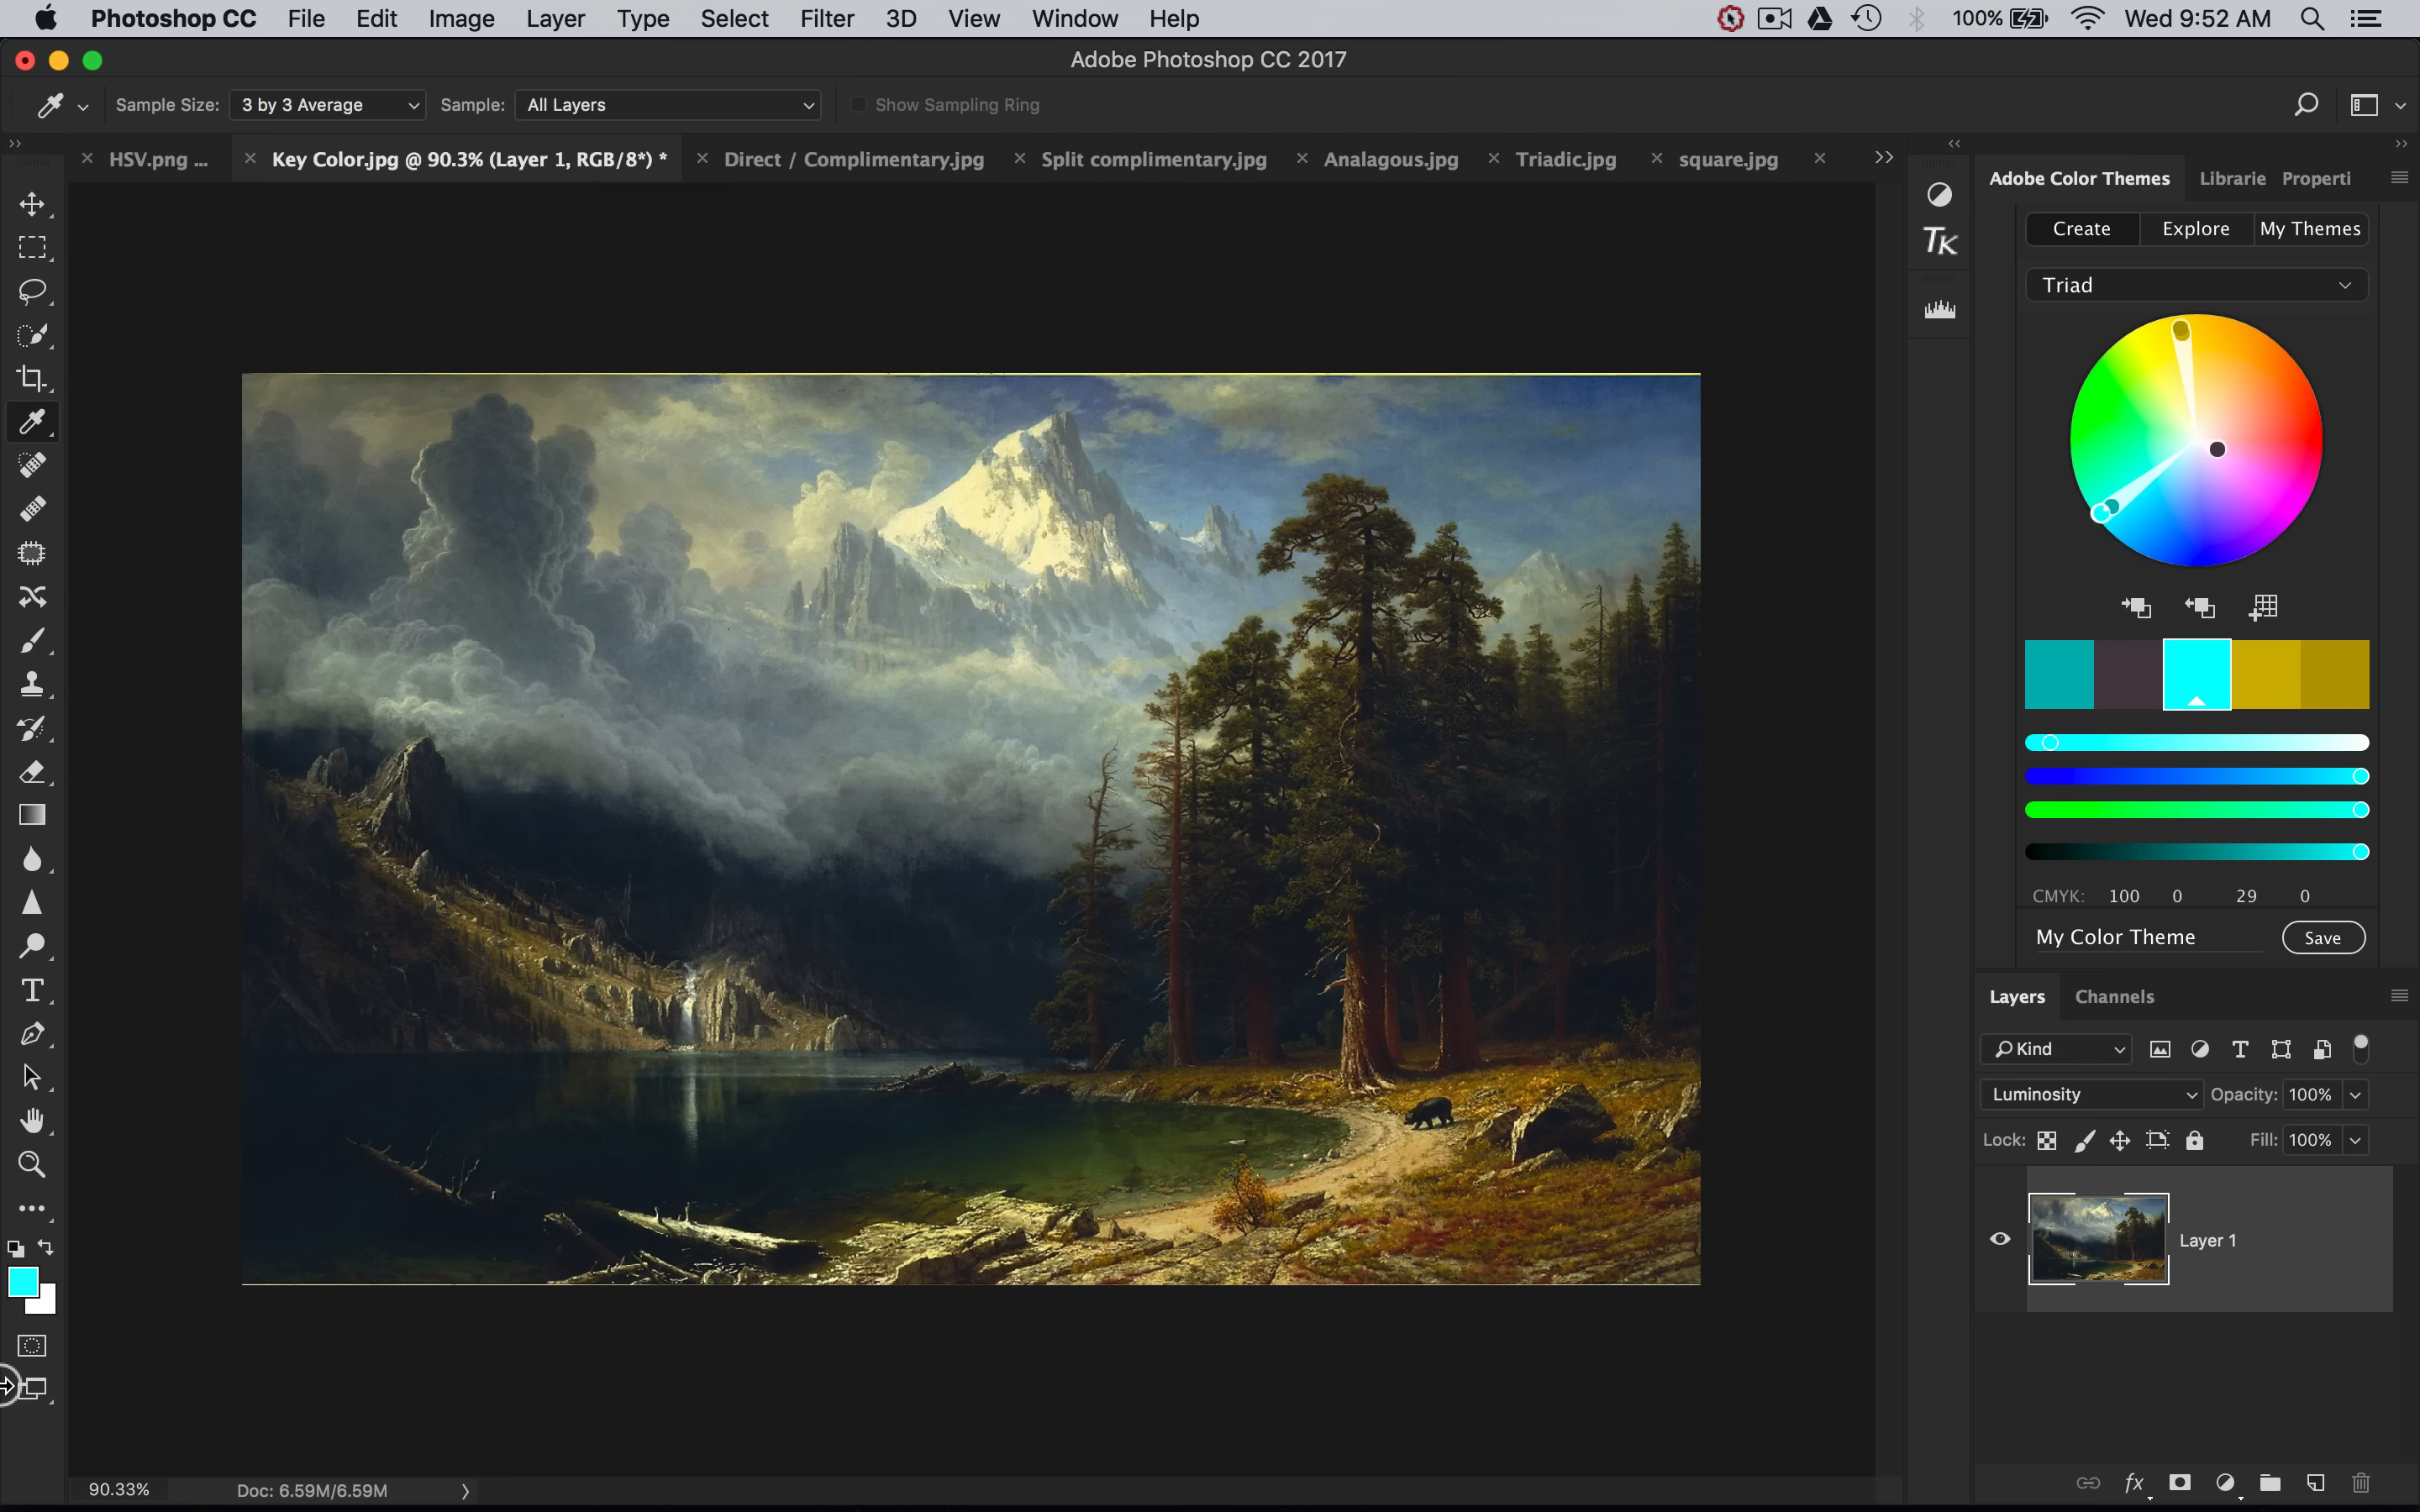 Photoshop CC File Edit Image Layer Type Select Filter 3D View Window Help 100% Wed 9:52 AM
Adobe Photoshop CC 2017
Sample Size: 3 by 3 Average Sample: All Layers Show Sampling Ring
HSV.png ... Key Color.jpg @ 90.3% (Layer 1, RGB/8*) * Direct / Complimentary.jpg Split complimentary.jpg Analagous.jpg Triadic.jpg square.jpg
Adobe Color Themes Librarie Properti
TK
Create Explore My Themes
Triad
CMYK: 100 0 29 0
My Color Theme Save
Layers Channels
Kind
Luminosity Opacity: 100%
Lock: Fill: 100%
Layer 1
fx
90.33% Doc: 6.59M/6.59M